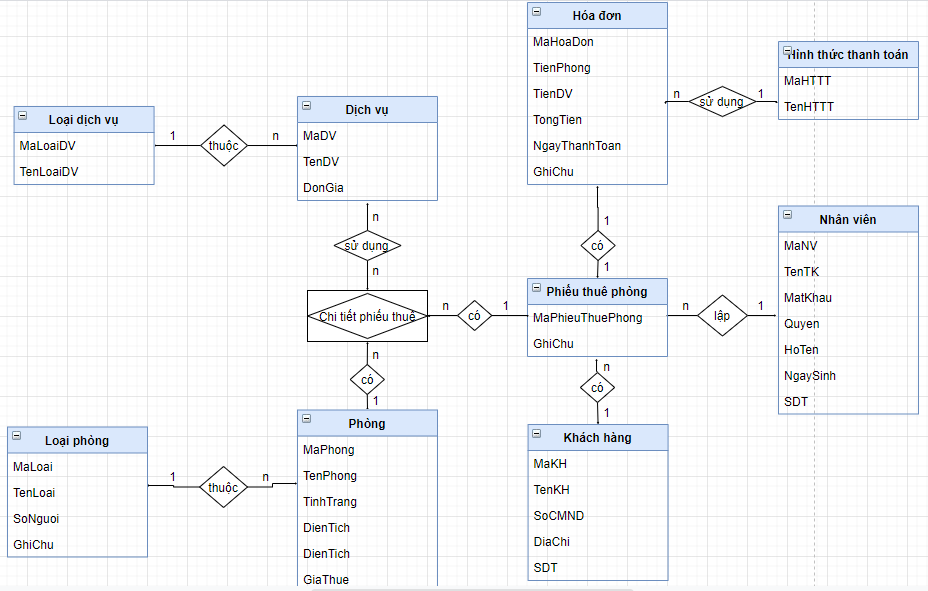 Hóa đơn
MaHoaDon
TienPhong
TienDV
TongTien
NgayThanhToan
GhiChu
n
sử dụng
1
Hình thức thanh toán
MaHTTT
TenHTTT
Loại dịch vụ
MaLoaiDV
TenLoaiDV
1
thuộc
n
Dịch vụ
MaDV
TenDV
DonGia
n
sử dụng
n
1
có
1
Nhân viên
MaNV
TenTK
MatKhau
Quyen
HoTen
NgaySinh
SDT
Chi tiết phiếu thuê
n
có
1
Phiếu thuê phòng
MaPhieuThuePhong
GhiChu
n
lập
1
n
có
1
n
có
1
Loại phòng
MaLoai
TenLoai
SoNguoi
GhiChu
1
thuộc
n
Phòng
MaPhong
TenPhong
TinhTrang
DienTich
DienTich
GiaThue
Khách hàng
MaKH
TenKH
SoCMND
DiaChi
SDT